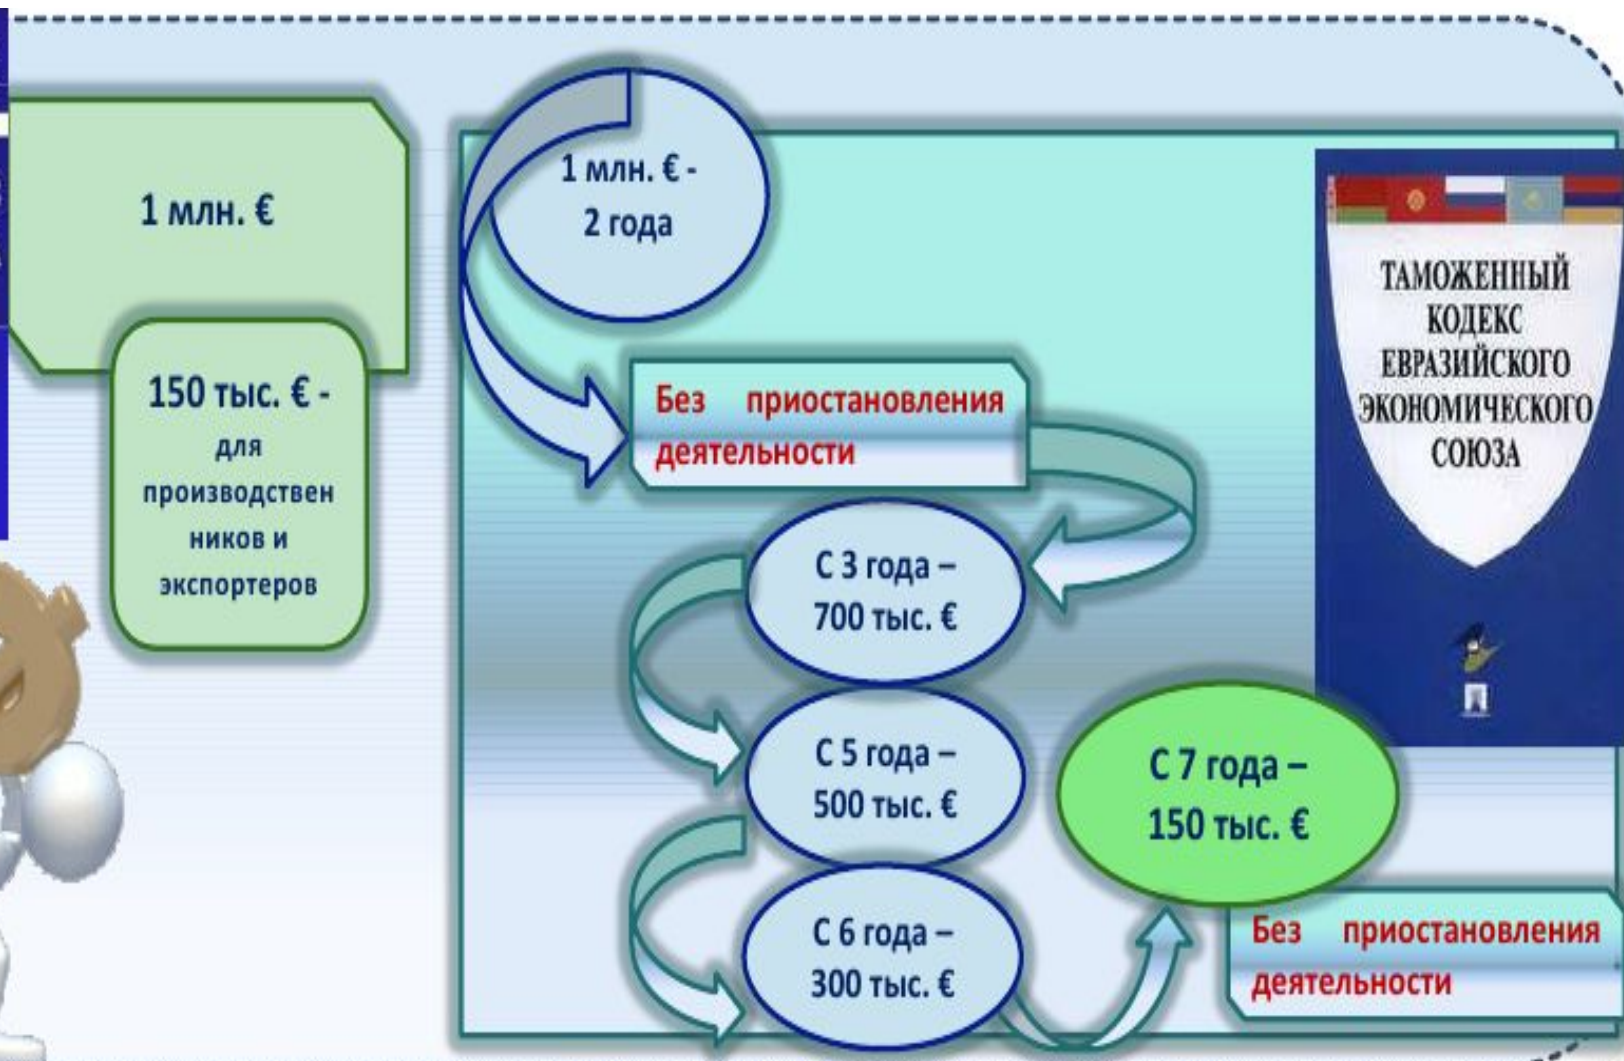 1 млн. €
150 тыс. € -
для
производствен
ников и
экспортеров
1 млн. € -
2 года
Без приостановления
деятельности
С 3 года –
700 тыс. €
С 5 года –
500 тыс. €
С 6 года –
300 тыс. €
С 7 года –
150 тыс. €
Без приостановления
деятельности
ТАМОЖЕННЫЙ
КОДЕКС
ЕВРАЗИЙСКОГО
ЭКОНОМИЧЕСКОГО
СОЮЗА